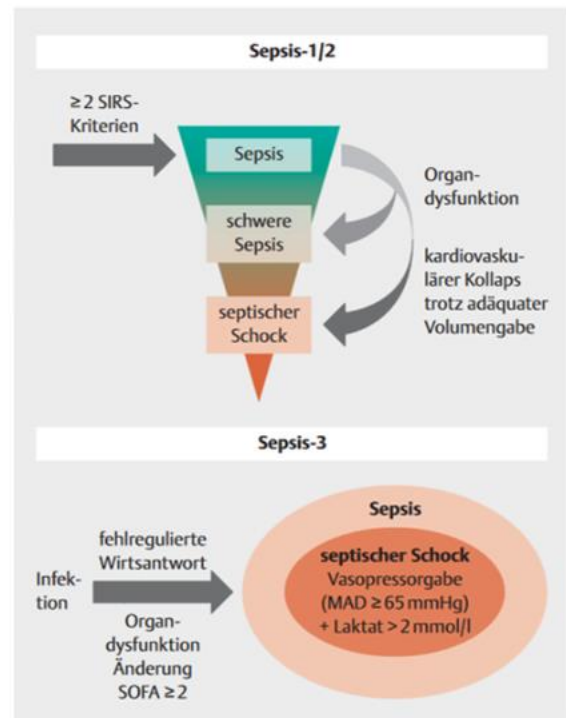 Sepsis-1/2
≥ 2 SIRS-
Kriterien
Sepsis
Organ-
dysfunktion
schwere
Sepsis
kardiovasku-
lärer Kollaps
trotz adäquater
Volumengabe
septischer
Schock
Sepsis-3
Infek-
tion
fehlregulierte
Wirtsantwort
Organ-
dysfunktion
Änderung
SOFA ≥ 2
Sepsis
septischer Schock
Vasopressorgabe
(MAD ≥ 65 mmHg)
+ Laktat > 2 mmol/l